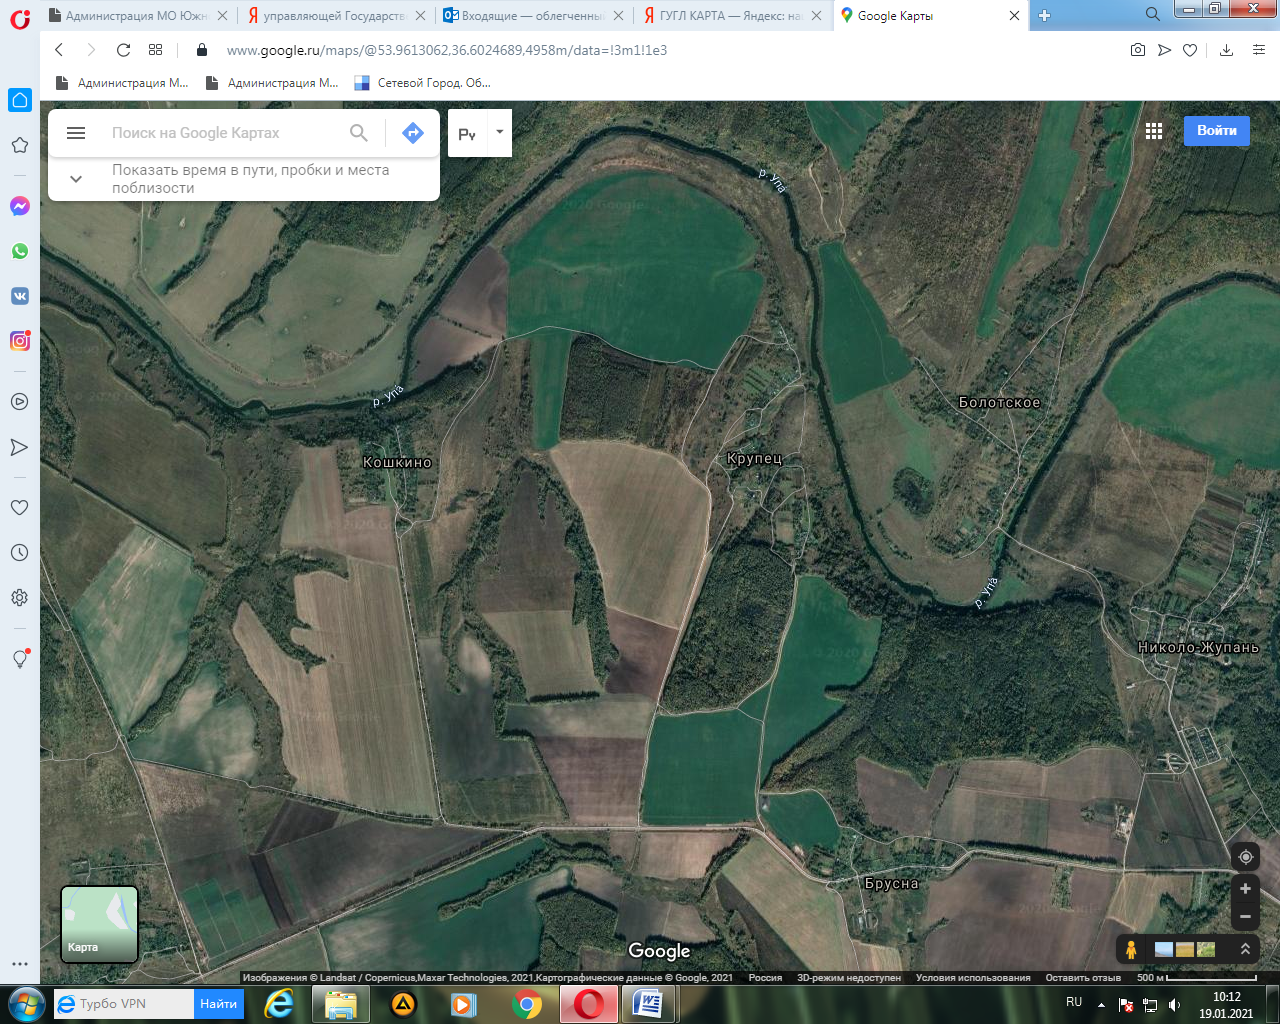 Администрация МО Южн
управляющей Государстве
Входящие — облегченный
ГУГЛ КАРТА — Яндекс: на
Google Карты
www.google.ru/maps/@53.9613062,36.6024689,4958m/data=!3m1!1e3
Администрация М...
Администрация М...
Сетевой Город. Об...
Поиск на Google Картах
Ру
Войти
Показать время в пути, пробки и места
поблизости
р. Упа́
р. Упа́
Болотское
Кошкино
Крупец
р. Упа́
Николо-Жупань
Брусна
Карта
Google
Изображения © Landsat / Copernicus,Maxar Technologies, 2021,Картографические данные © Google, 2021
Россия
3D-режим недоступен
Условия использования
Оставить отзыв
500 м
Турбо VPN
Найти
RU
10:12
19.01.2021